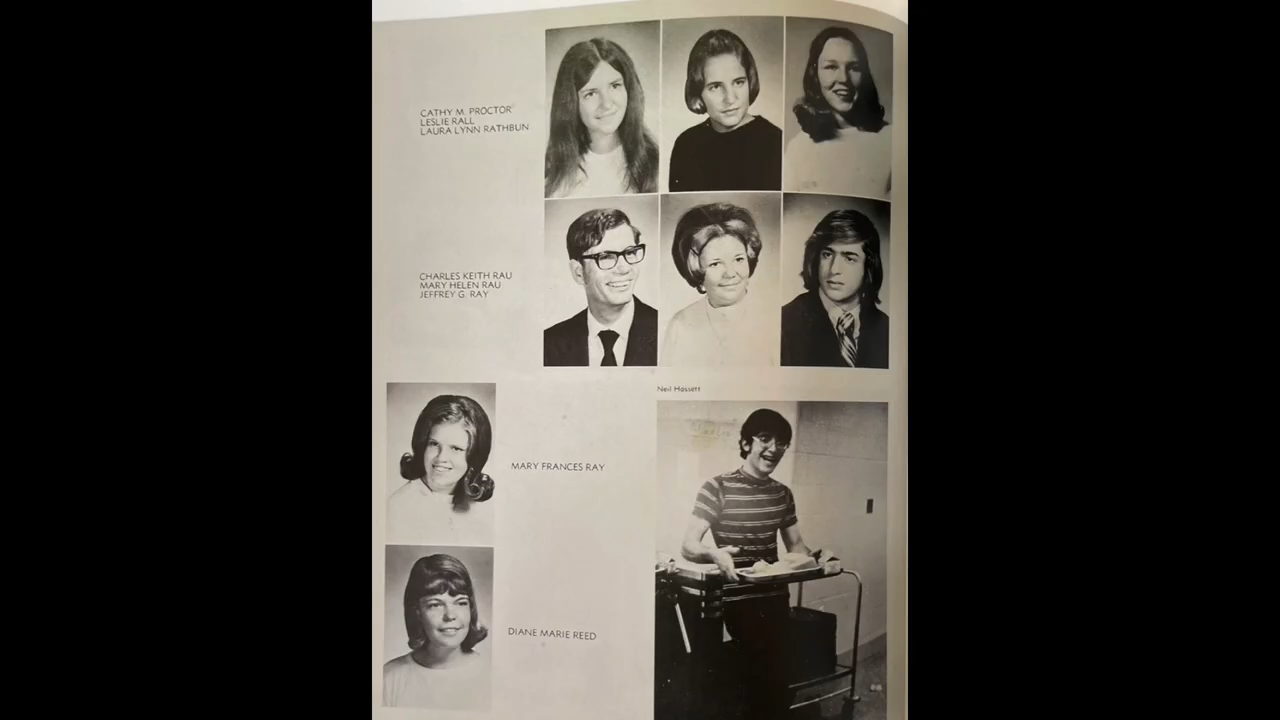 CATHY M. PROCTOR
LESLIE RALL
LAURA LYNN RATHBUN
CHARLES KEITH RAU
MARY HELEN RAU
JEFFREY G. RAY
Neil Hassett
MARY FRANCES RAY
DIANE MARIE REED